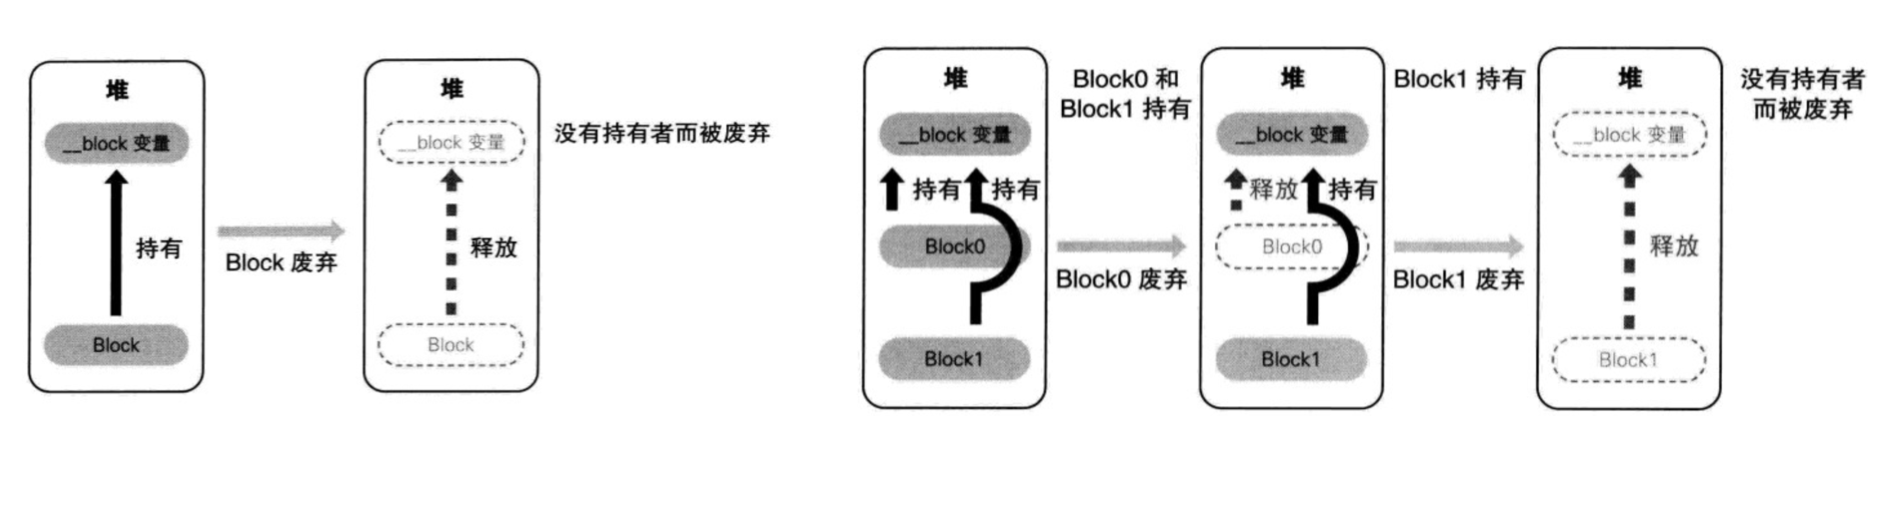 堆
__block 变量
持有
Block
Block 废弃
堆
__block 变量
释放
Block
没有持有者而被废弃
堆
__block 变量
持有
持有
Block0
Block1
Block0 和
Block1 持有
Block0 废弃
堆
__block 变量
释放
持有
Block0
Block1
Block1 持有
Block1 废弃
堆
__block 变量
释放
Block1
没有持有者
而被废弃